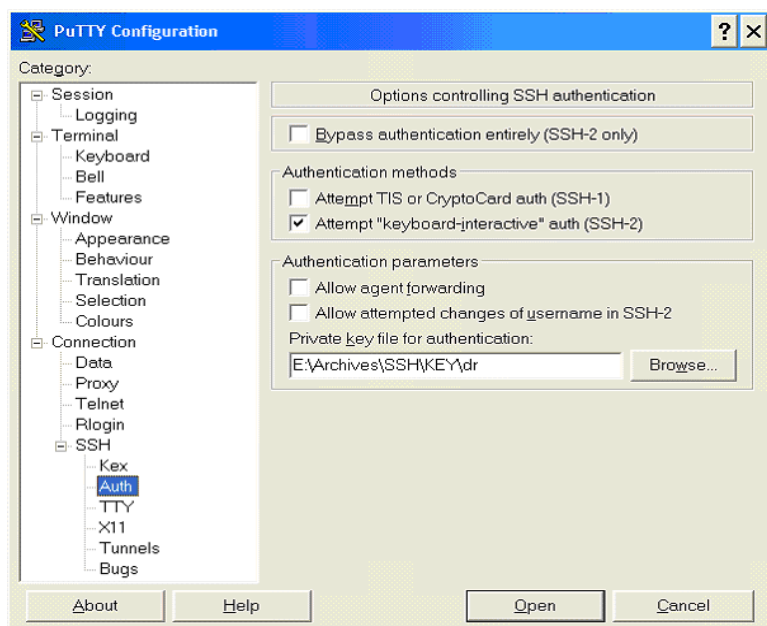 PuTTY Configuration
?
Category:
Session
Logging
Terminal
Keyboard
Bell
Features
Window
Appearance
Behaviour
Translation
Selection
Colours
Connection
Data
Proxy
Telnet
Rlogin
SSH
Kex
Auth
TTY
X11
Tunnels
Bugs
Options controlling SSH authentication
Bypass authentication entirely (SSH-2 only)
Authentication methods
Attempt TIS or CryptoCard auth (SSH-1)
Attempt "keyboard-interactive" auth (SSH-2)
Authentication parameters
Allow agent forwarding
Allow attempted changes of username in SSH-2
Private key file for authentication:
E:\Archives\SSH\KEY\dr
Browse...
About
Help
Open
Cancel